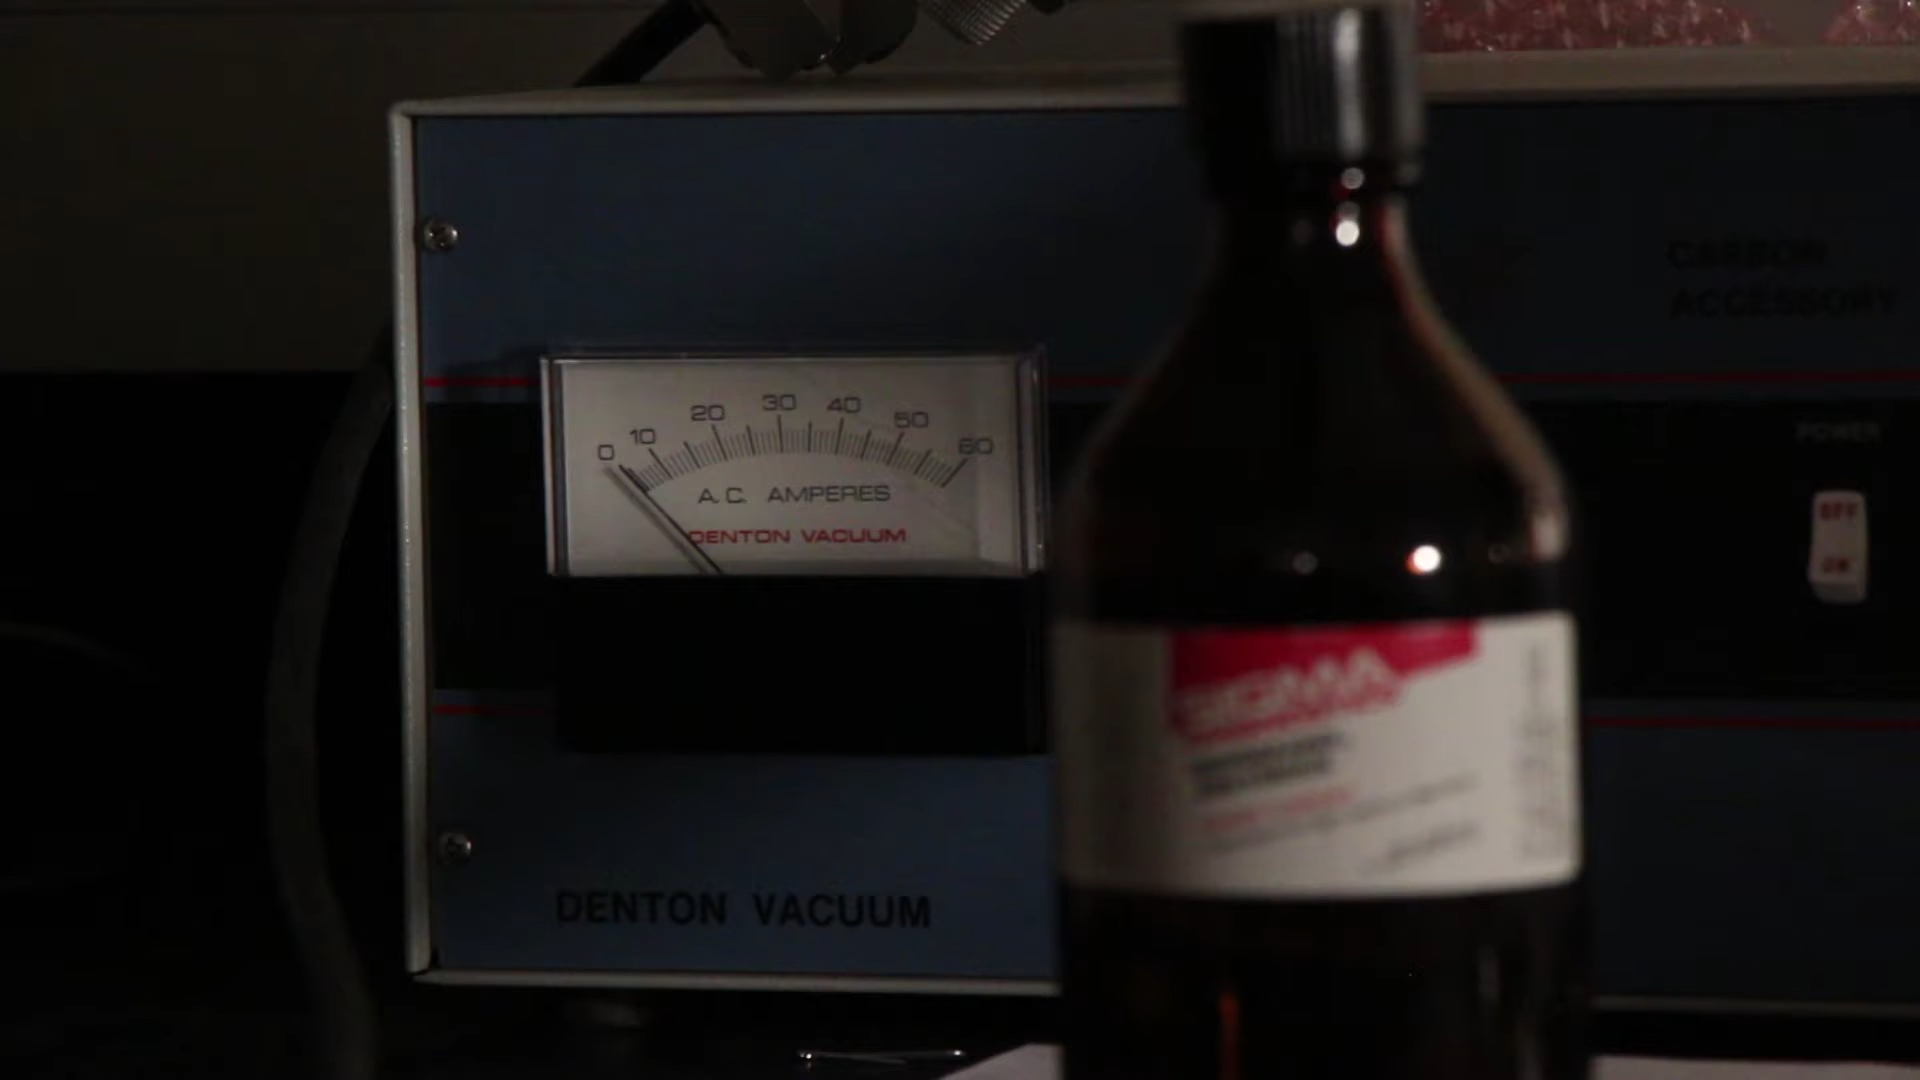 CARBON
ACCESSORY
0 10 20 30 40 50 60
A.C. AMPERES
DENTON VACUUM
POWER
OFF
ON
SIGMA
DENTON VACUUM